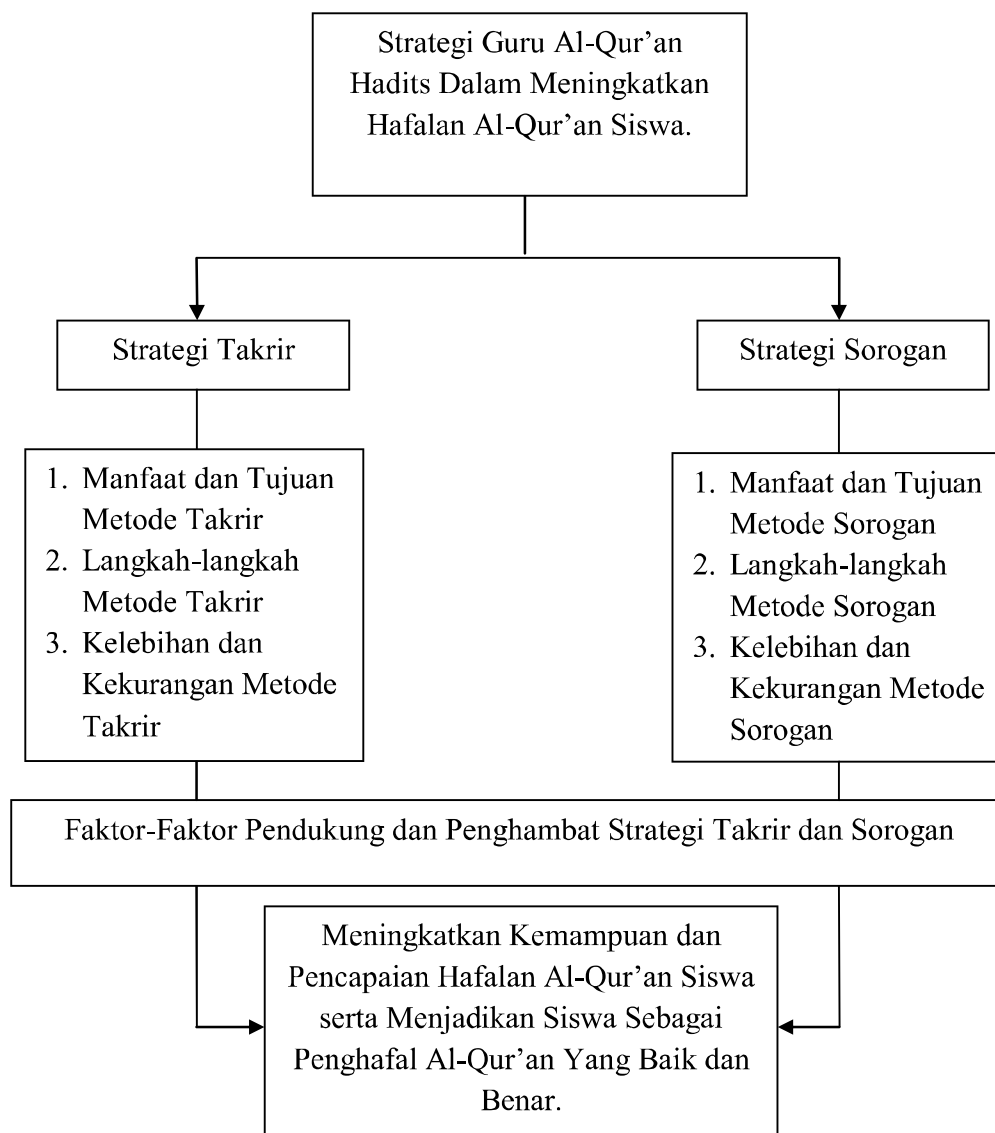 Strategi Guru Al-Qur’an
Hadits Dalam Meningkatkan
Hafalan Al-Qur’an Siswa.
Strategi Takrir
Strategi Sorogan
1. Manfaat dan Tujuan
Metode Takrir
2. Langkah-langkah
Metode Takrir
3. Kelebihan dan
Kekurangan Metode
Takrir
1. Manfaat dan Tujuan
Metode Sorogan
2. Langkah-langkah
Metode Sorogan
3. Kelebihan dan
Kekurangan Metode
Sorogan
Faktor-Faktor Pendukung dan Penghambat Strategi Takrir dan Sorogan
Meningkatkan Kemampuan dan
Pencapaian Hafalan Al-Qur’an Siswa
serta Menjadikan Siswa Sebagai
Penghafal Al-Qur’an Yang Baik dan
Benar.